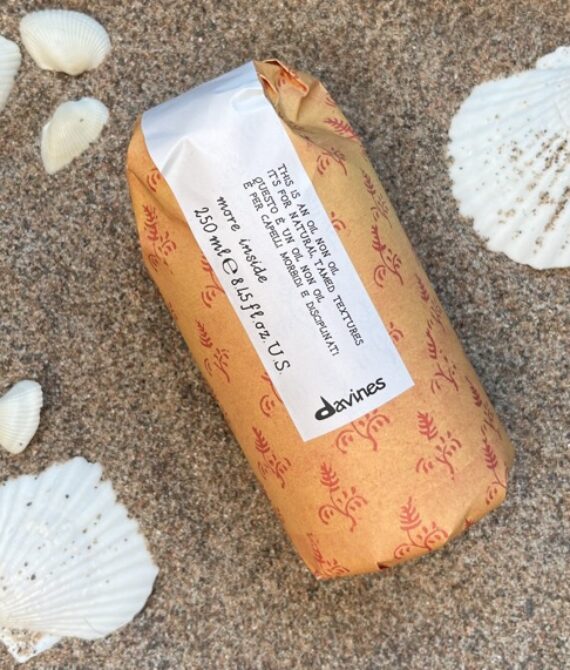 THIS IS AN OIL NON OIL
IT'S FOR NATURAL TAMED TEXTURES
QUESTO È UN OIL NON OIL
È PER CAPELLI MORBIDI E DISCIPLINATI
more inside
250 ml ℮ 8,45 fl oz. U.S.
davines